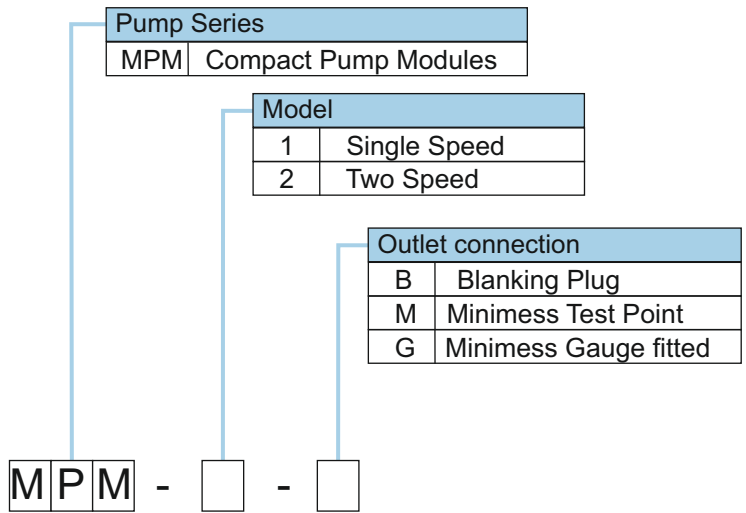 Pump Series
MPM Compact Pump Modules
Model
1 Single Speed
2 Two Speed
Outlet connection
B Blanking Plug
M Minimess Test Point
G Minimess Gauge fitted
MPM - -